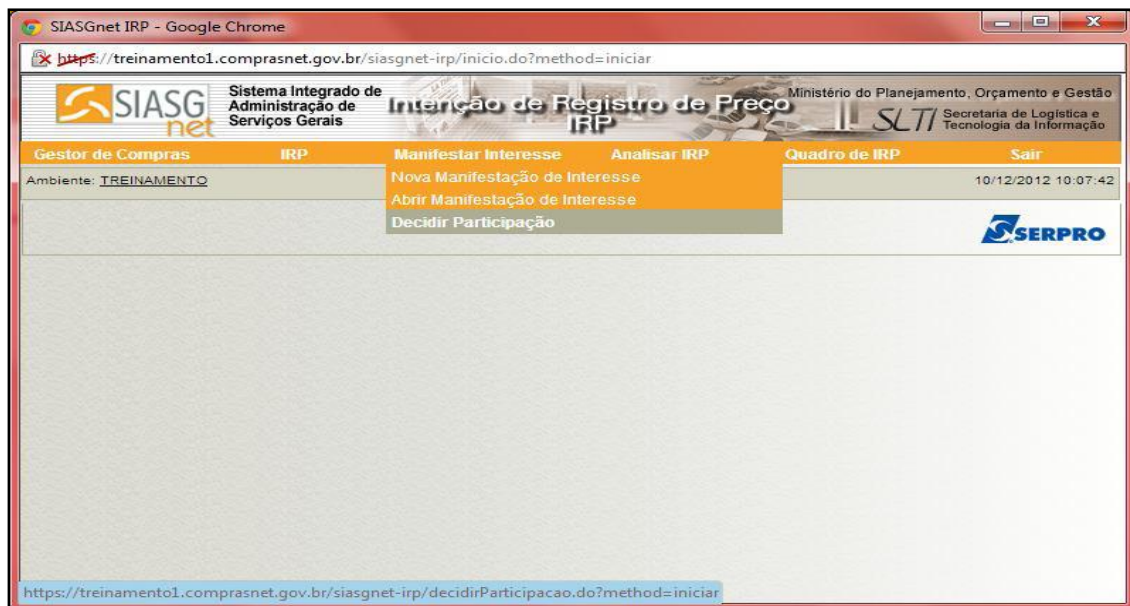 SIASGnet IRP - Google Chrome
https://treinamento1.comprasnet.gov.br/siasgnet-irp/inicio.do?method=iniciar
SIASG
net
Sistema Integrado de
Administração de
Serviços Gerais
Intenção de Registro de Preço
IRP
Ministério do Planejamento, Orçamento e Gestão
SLTI
Secretaria de Logística e
Tecnologia da Informação
Gestor de Compras IRP Manifestar Interesse Analisar IRP Quadro de IRP Sair
Ambiente: TREINAMENTO
10/12/2012 10:07:42
Nova Manifestação de Interesse
Abrir Manifestação de Interesse
Decidir Participação
SERPRO
https://treinamento1.comprasnet.gov.br/siasgnet-irp/decidirParticipacao.do?method=iniciar